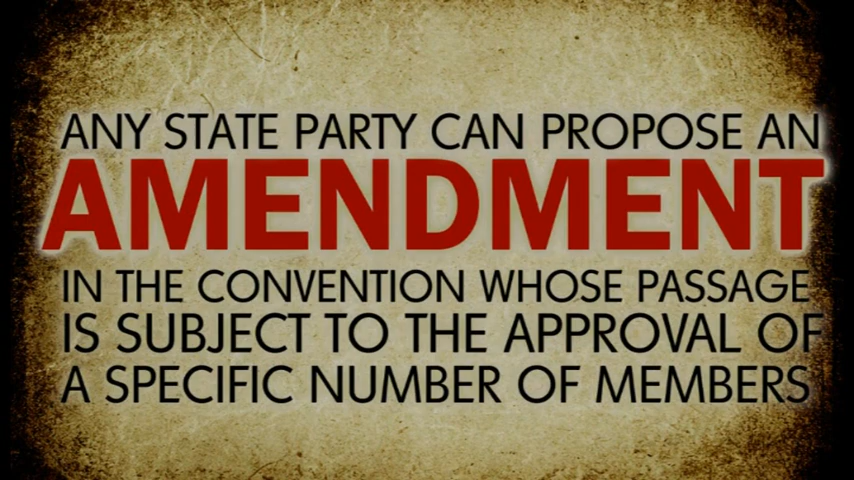 ANY STATE PARTY CAN PROPOSE AN
AMENDMENT
IN THE CONVENTION WHOSE PASSAGE
IS SUBJECT TO THE APPROVAL OF
A SPECIFIC NUMBER OF MEMBERS